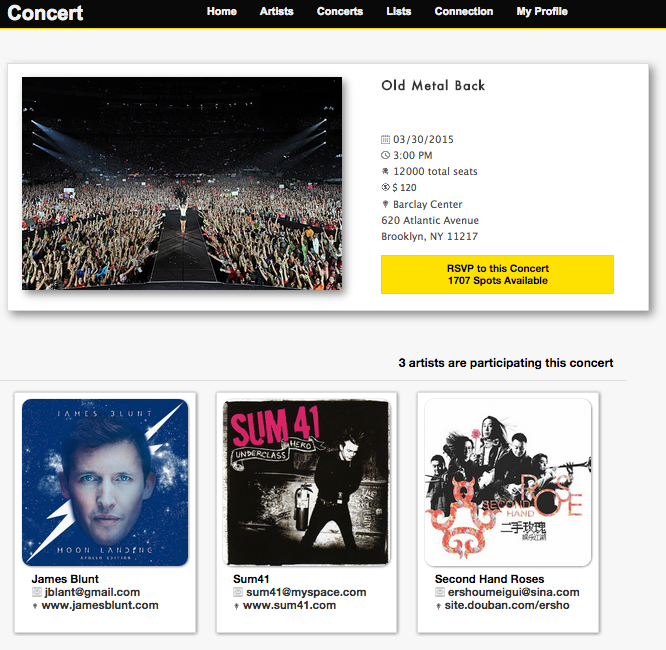 Concert
Home Artists Concerts Lists Connection My Profile
Old Metal Back
03/30/2015
3:00 PM
12000 total seats
$ 120
Barclay Center
620 Atlantic Avenue
Brooklyn, NY 11217
RSVP to this Concert
1707 Spots Available
3 artists are participating this concert
JAMES BLUNT
MOON LANDING
APOLLO EDITION
James Blunt
jblant@gmail.com
www.jamesblunt.com
SUM 41
UNDERCLASS HERO
Sum41
sum41@myspace.com
www.sum41.com
ROSE
SECOND
HAND
二手玫瑰
娱乐江湖
Second Hand Roses
ershoumeigui@sina.com
site.douban.com/ersho